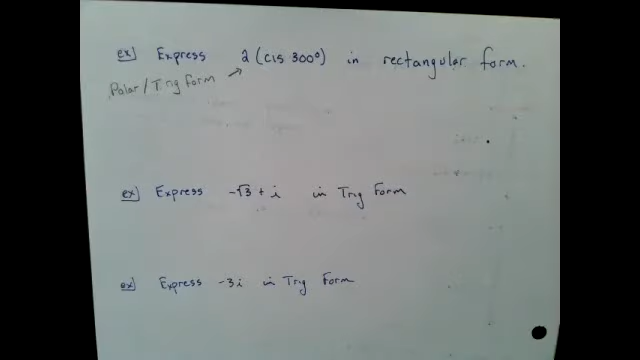 ex] Express 2 (cis 300°) in rectangular form.
Polar / Trig form →
ex] Express -√3 + i in Trig Form
ex] Express -3i in Trig Form